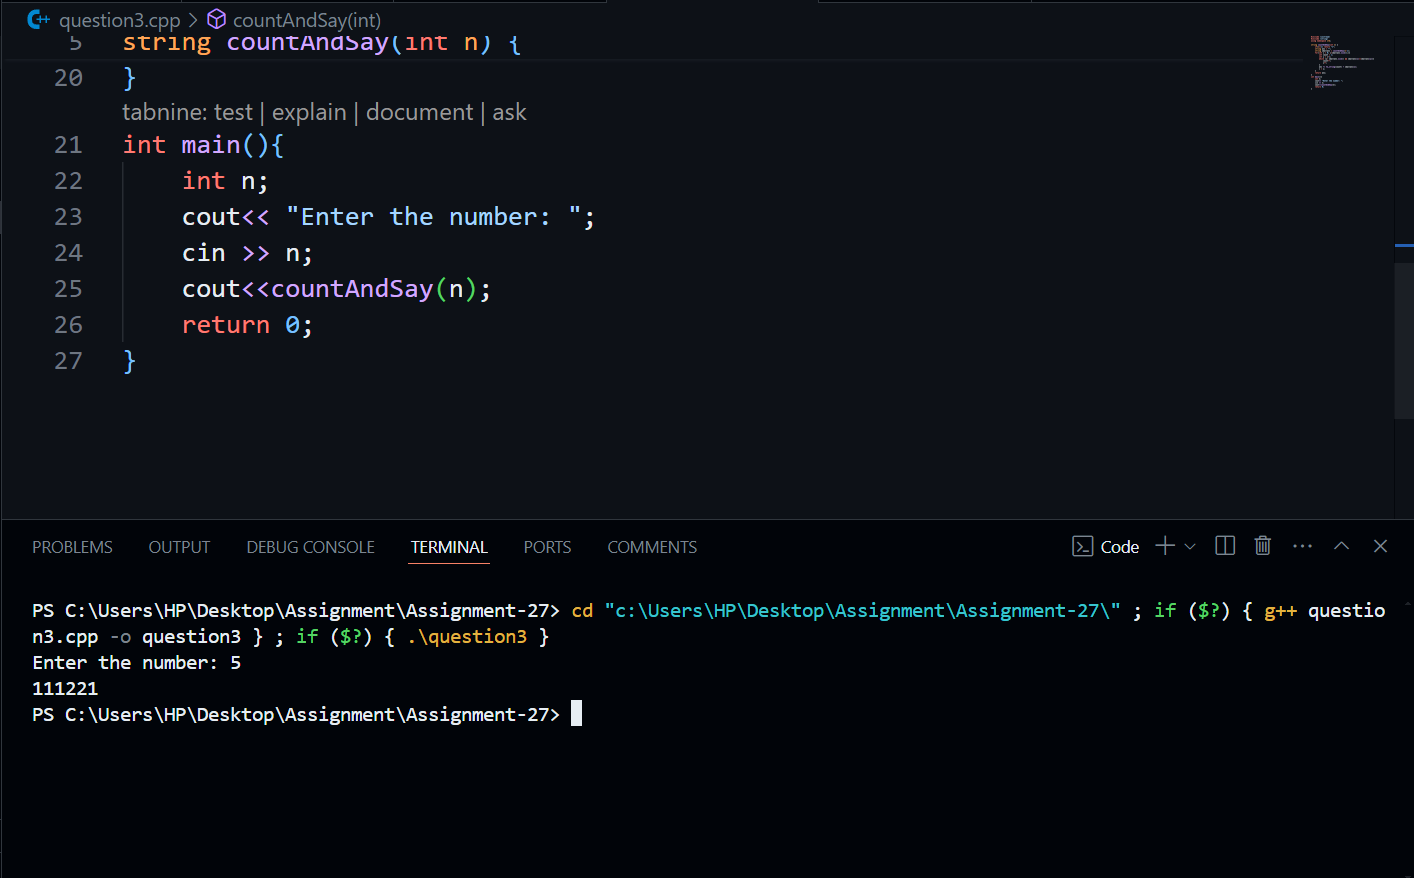 question3.cpp > countAndSay(int)
5 string countAndSay(int n) {
20 }
tabnine: test | explain | document | ask
21 int main(){
22 int n;
23 cout<< "Enter the number: ";
24 cin >> n;
25 cout<<countAndSay(n);
26 return 0;
27 }
PROBLEMS OUTPUT DEBUG CONSOLE TERMINAL PORTS COMMENTS Code
PS C:\Users\HP\Desktop\Assignment\Assignment-27> cd "c:\Users\HP\Desktop\Assignment\Assignment-27\" ; if ($?) { g++ questio
n3.cpp -o question3 } ; if ($?) { .\question3 }
Enter the number: 5
111221
PS C:\Users\HP\Desktop\Assignment\Assignment-27>